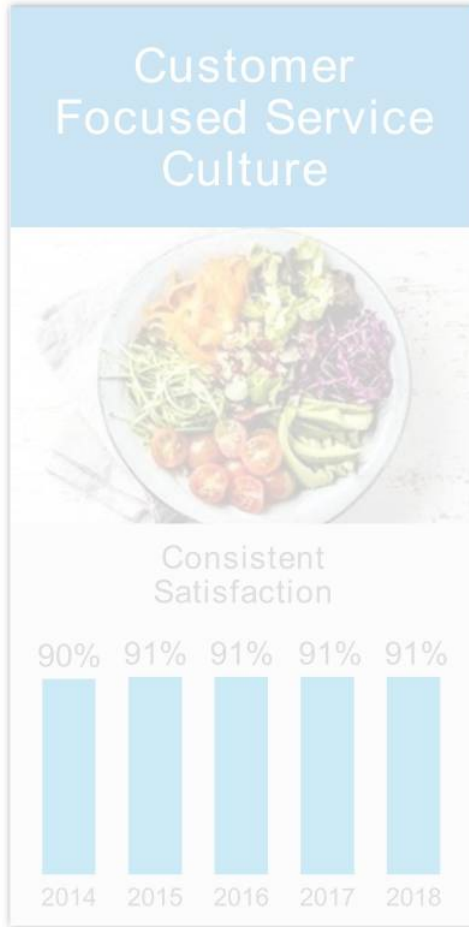 Customer
Focused Service
Culture
Consistent
Satisfaction
90% 91% 91% 91% 91%
2014 2015 2016 2017 2018